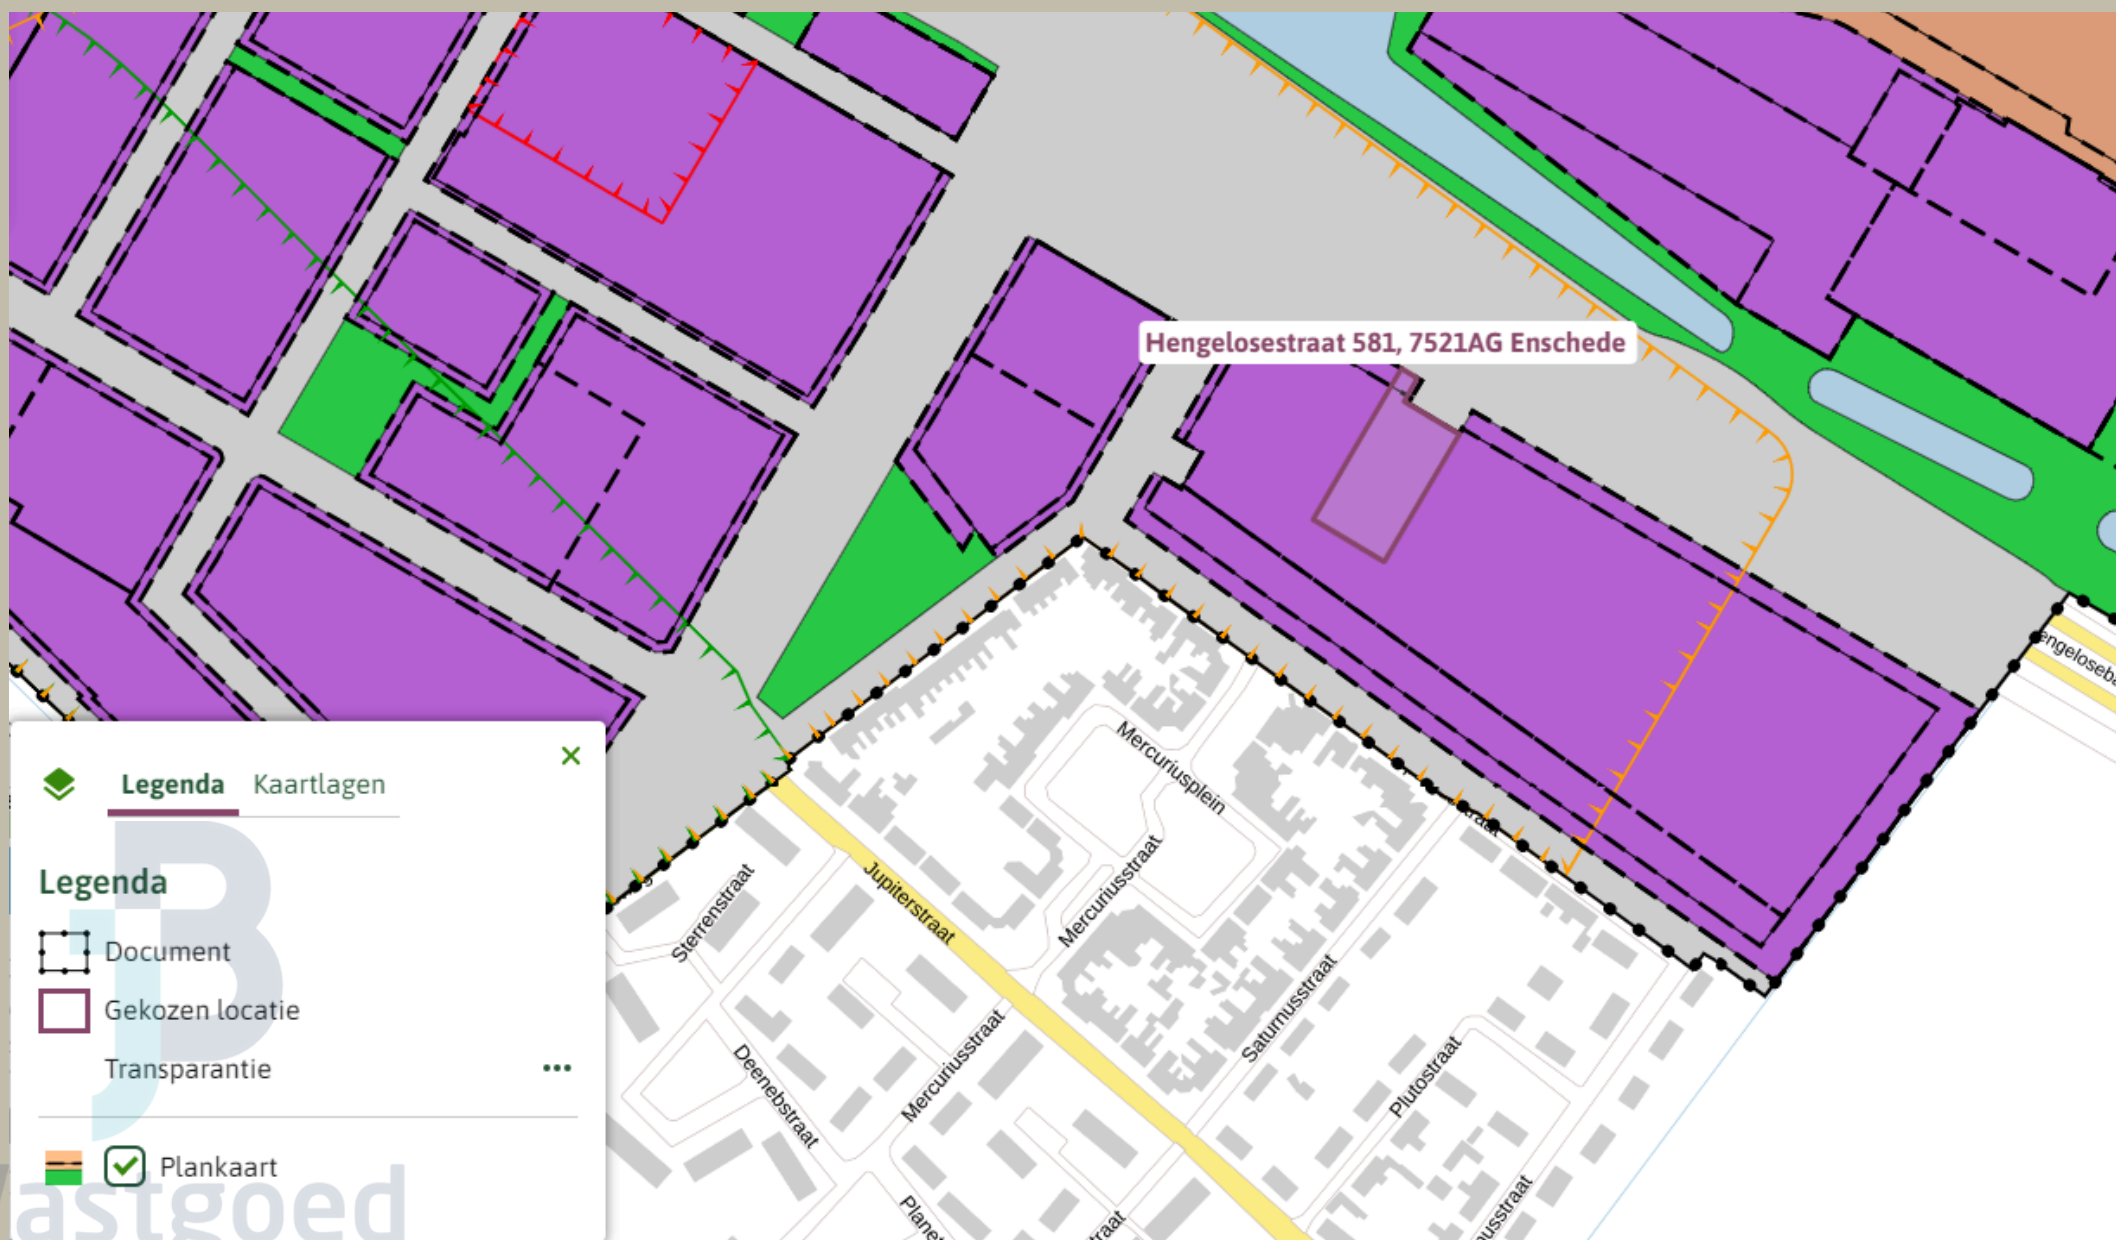 Hengelosestraat 581, 7521AG Enschede
Mercuriusplein
Mercuriusstraat
Jupiterstraat
Sterrenstraat
Saturnusstraat
Mercuriusstraat
Deenebstraat
Plutostraat
Legenda Kaartlagen
Legenda
Document
Gekozen locatie
Transparantie
Plankaart
astgoed